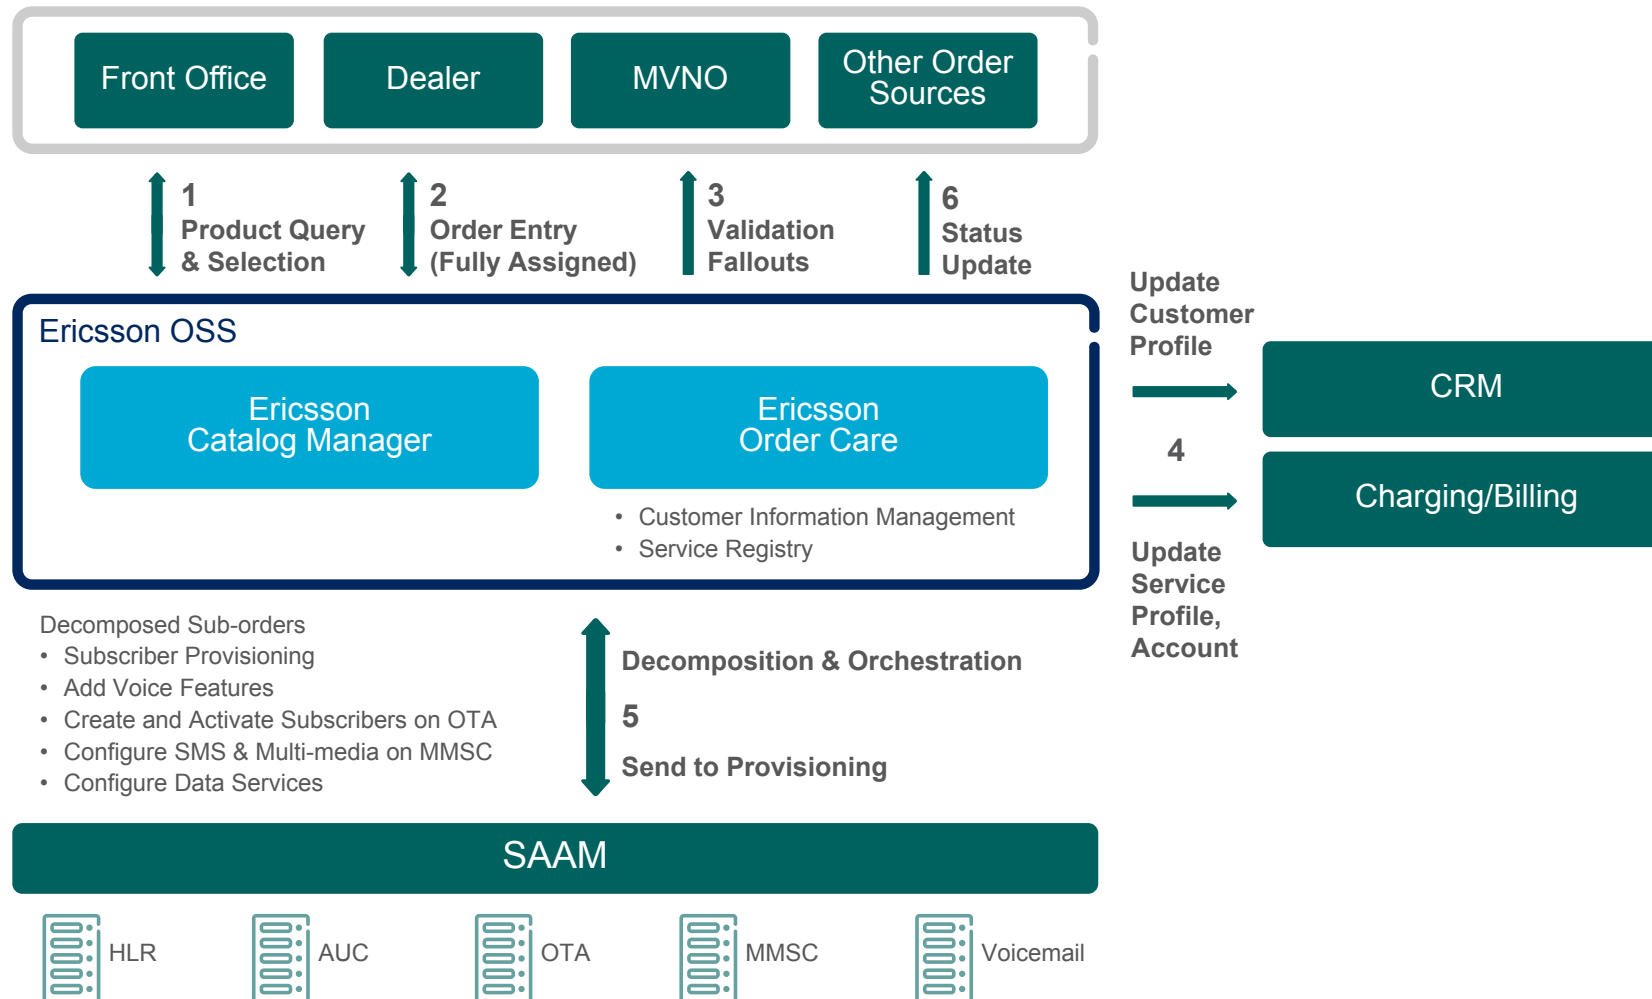 Front Office
Dealer
MVNO
Other Order
Sources
1
Product Query
& Selection
2
Order Entry
(Fully Assigned)
3
Validation
Fallouts
6
Status
Update
Ericsson OSS
Ericsson
Catalog Manager
Ericsson
Order Care
• Customer Information Management
• Service Registry
Update
Customer
Profile
CRM
4
Charging/Billing
Update
Service
Profile,
Account
Decomposed Sub-orders
• Subscriber Provisioning
• Add Voice Features
• Create and Activate Subscribers on OTA
• Configure SMS & Multi-media on MMSC
• Configure Data Services
Decomposition & Orchestration
5
Send to Provisioning
SAAM
HLR
AUC
OTA
MMSC
Voicemail